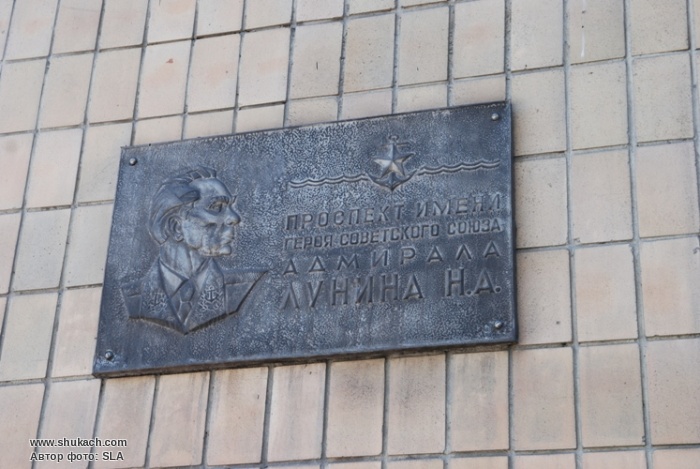 ПРОСПЕКТ ИМЕНИ
ГЕРОЯ СОВЕТСКОГО СОЮЗА
АДМИРАЛА
ЛУНИНА Н.А.
www.shukach.com
Автор фото: SLA